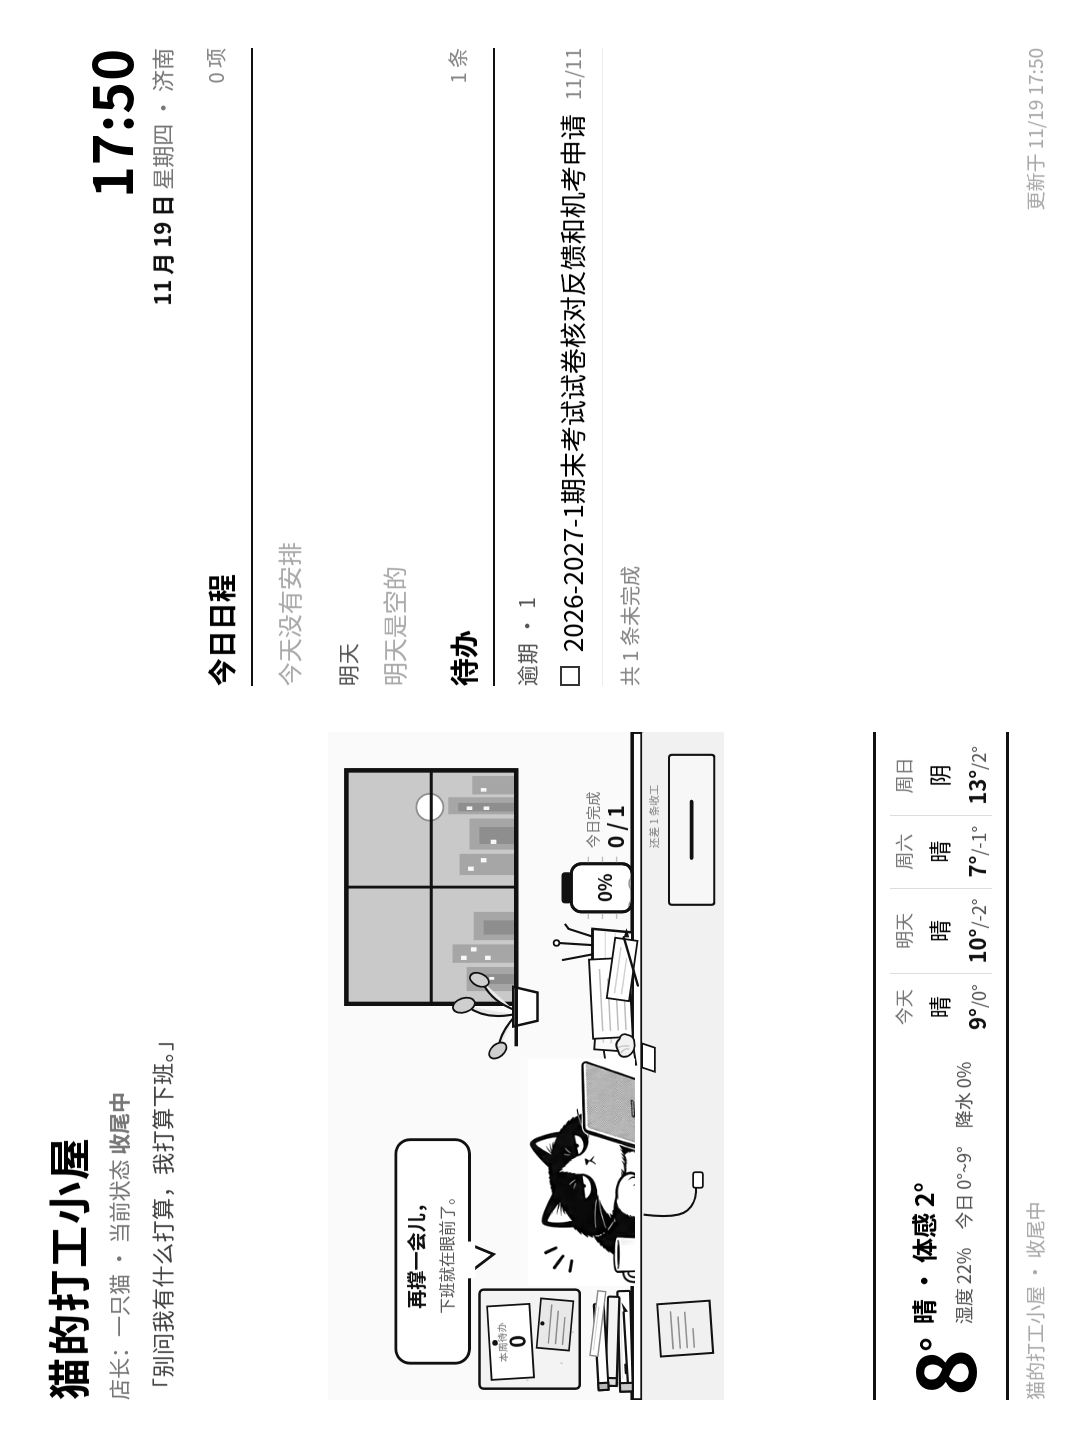 猫的打工小屋
店长：一只猫 · 当前状态 收尾中
「别问我有什么打算，我打算下班。」
再撑一会儿，
下班就在眼前了。
本周待办
0
0%
今日完成
0 / 1
还差 1 条收工
8° 晴 · 体感 2°
湿度 22% 今日 0°~9° 降水 0%
今天 明天 周六 周日
晴 晴 晴 阴
9°/0° 10°/-2° 7°/-1° 13°/2°
猫的打工小屋 · 收尾中
17:50
11 月 19 日 星期四 · 济南
今日日程 0 项
今天没有安排
明天
明天是空的
待办 1 条
逾期 · 1
2026-2027-1期末考试试卷核对反馈和机考申请 11/11
共 1 条未完成
更新于 11/19 17:50